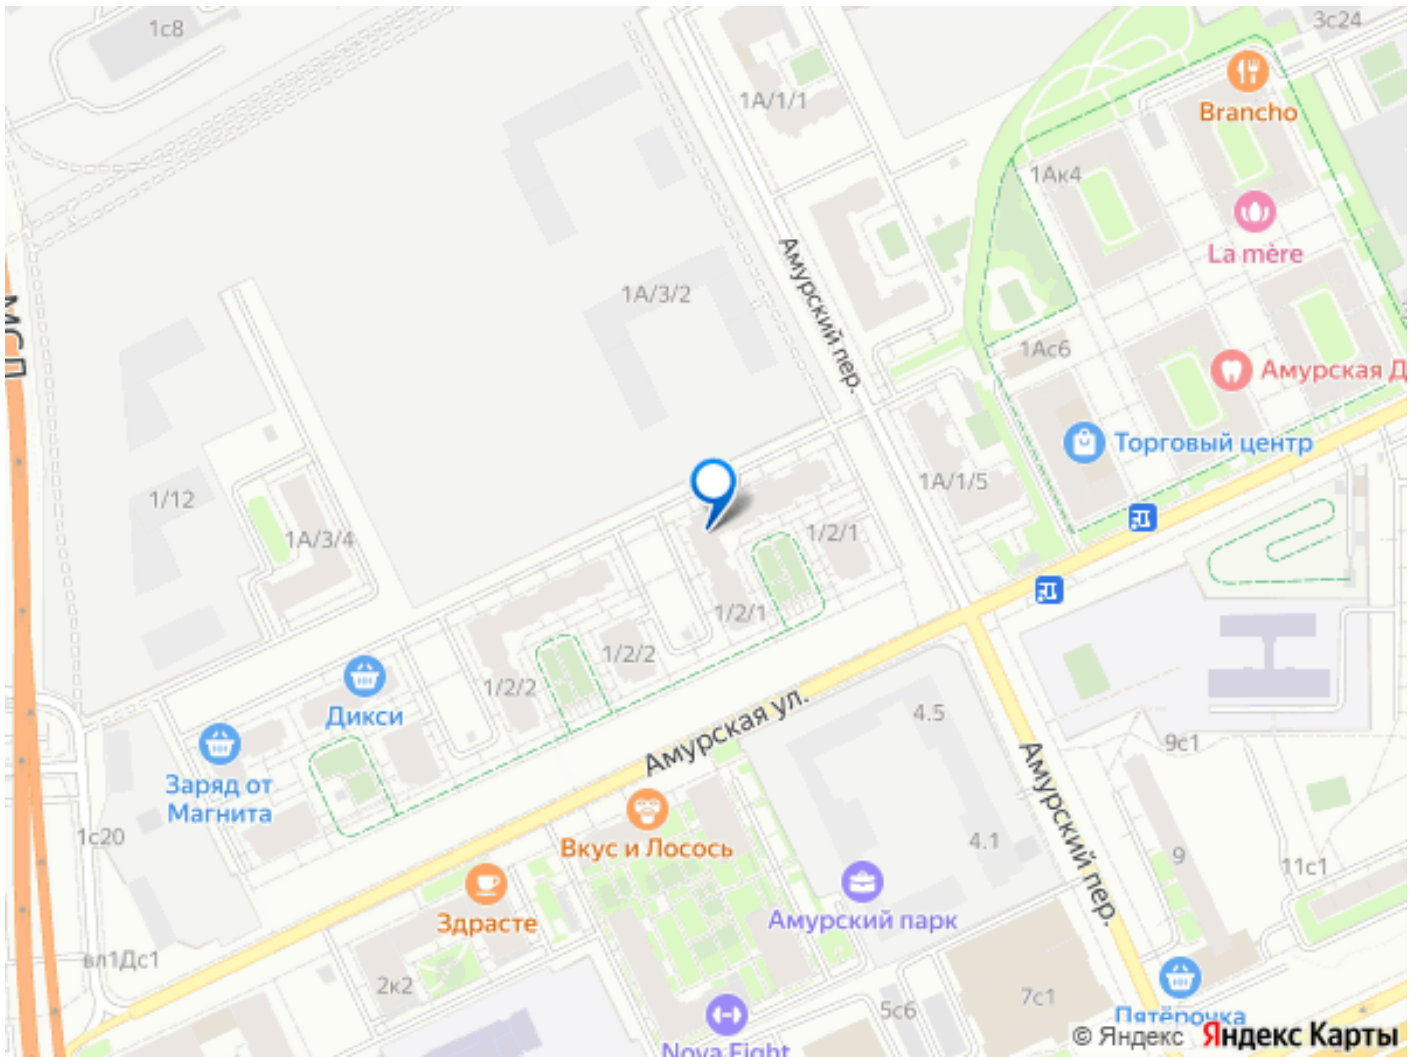 1с8
3с24
1А/1/1
Brancho
1Ак4
La mère
Амурский пер.
1А/3/2
МСД
1Ас6
Амурская Д
Торговый центр
1А/1/5
1/12
1А/3/4
1/2/1
1/2/1
1/2/2
1/2/2
Дикси
Заряд от
Магнита
Амурская ул.
4.5
9с1
Амурский пер.
1с20
Вкус и Лосось
4.1
9
11с1
Здрасте
Амурский парк
вл1Дс1
2к2
5с6
7с1
Пятёрочка
Nova Fight
© Яндекс Яндекс Карты